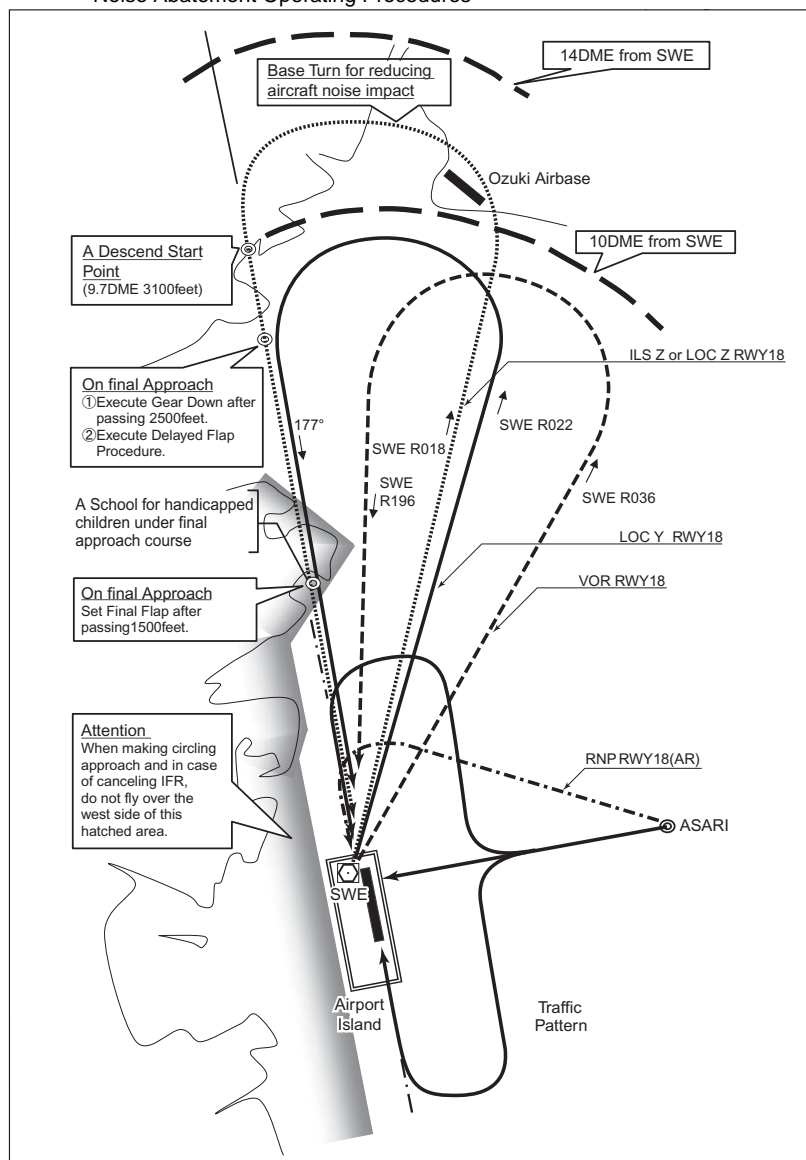 Noise Abatement Operating Procedures
14DME from SWE
Base Turn for reducing
aircraft noise impact
Ozuki Airbase
10DME from SWE
A Descend Start
Point
(9.7DME 3100feet)
ILS Z or LOC Z RWY18
On final Approach
①Execute Gear Down after
passing 2500feet.
②Execute Delayed Flap
Procedure.
177°
SWE R018
SWE R022
SWE
R196
SWE R036
A School for handicapped
children under final
approach course
LOC Y RWY18
VOR RWY18
On final Approach
Set Final Flap after
passing1500feet.
Attention
When making circling
approach and in case
of canceling IFR,
do not fly over the
west side of this
hatched area.
RNP RWY18(AR)
ASARI
SWE
Airport
Island
Traffic
Pattern